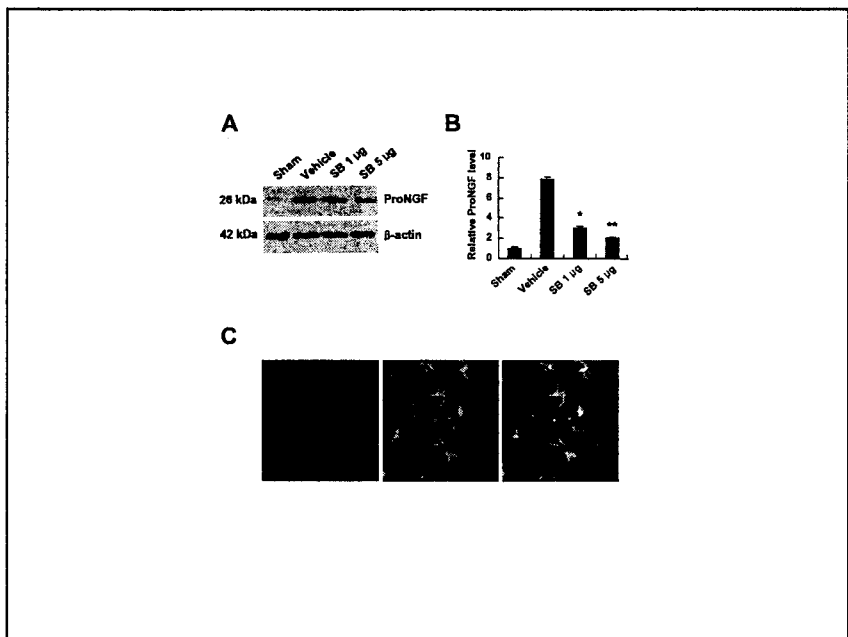 A
Sham Vehicle SB 1 µg SB 5 µg
26 kDa ProNGF
42 kDa β-actin
B
Relative ProNGF level
10
8
6
4
2
0
Sham Vehicle SB 1 µg SB 5 µg
* **
C